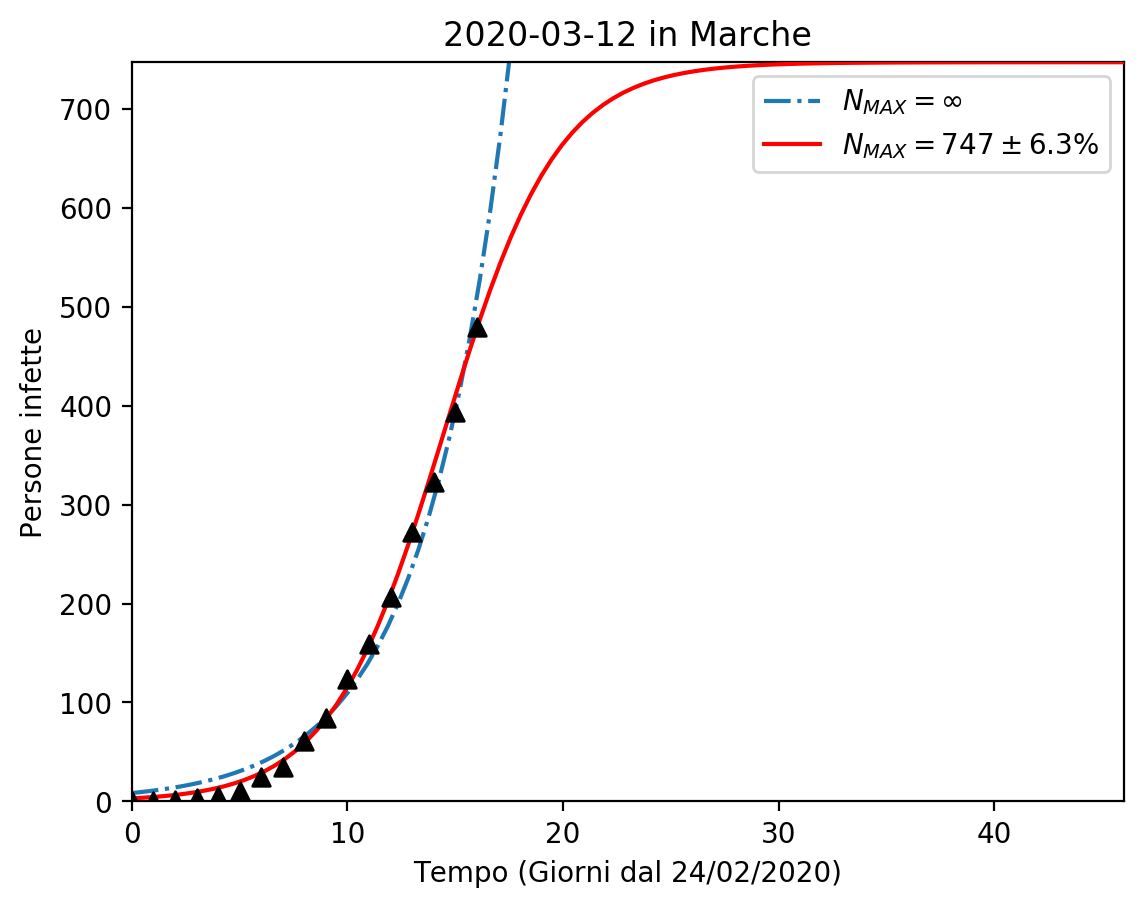 2020-03-12 in Marche
N_MAX = ∞
N_MAX = 747 ± 6.3%
700
600
500
400
300
200
100
0
Persone infette
0 10 20 30 40
Tempo (Giorni dal 24/02/2020)